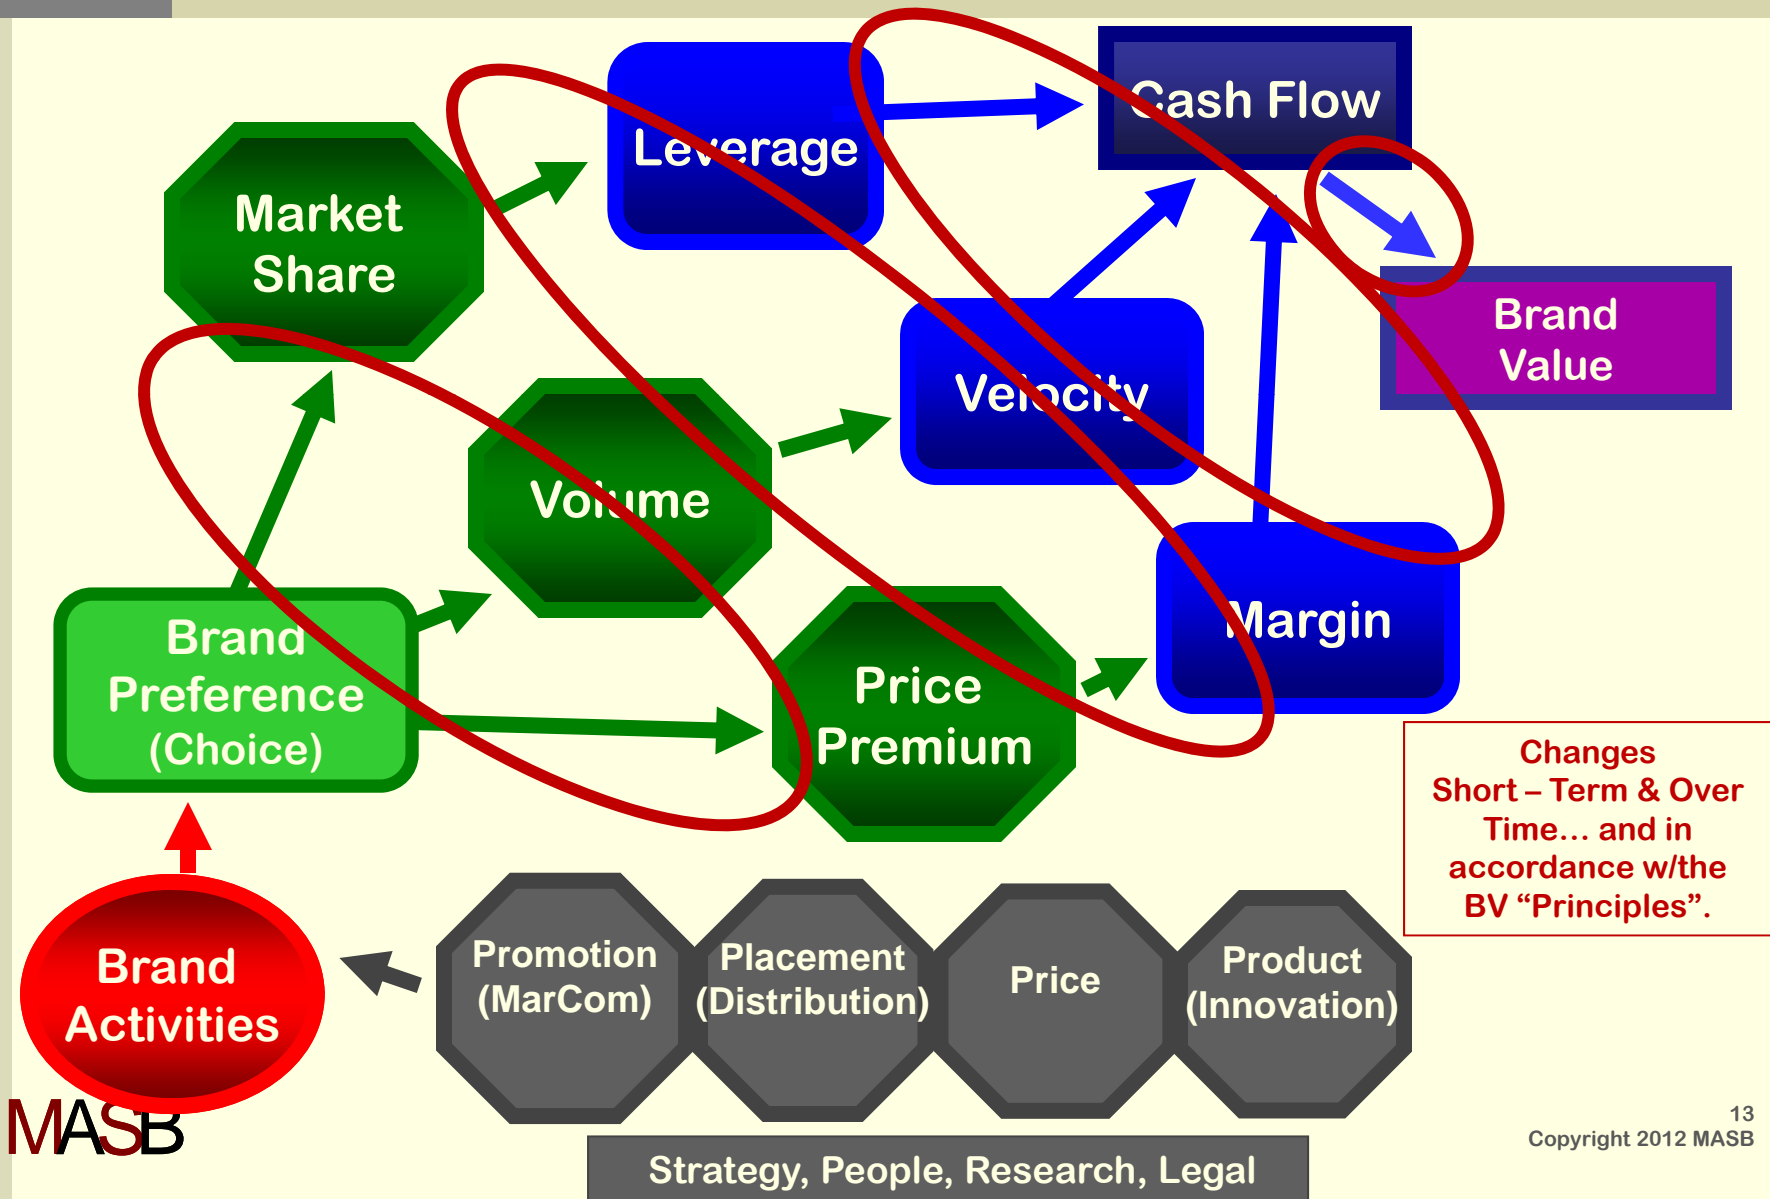 Leverage
Cash Flow
Market
Share
Brand
Value
Velocity
Volume
Brand
Preference
(Choice)
Price
Premium
Margin
Changes
Short – Term & Over
Time… and in
accordance w/the
BV “Principles”.
Brand
Activities
Promotion
(MarCom)
Placement
(Distribution)
Price
Product
(Innovation)
MASB
Strategy, People, Research, Legal
13
Copyright 2012 MASB